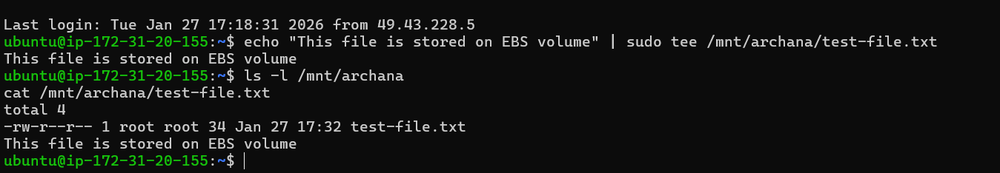 Last login: Tue Jan 27 17:18:31 2026 from 49.43.228.5
ubuntu@ip-172-31-20-155:~$ echo "This file is stored on EBS volume" | sudo tee /mnt/archana/test-file.txt
This file is stored on EBS volume
ubuntu@ip-172-31-20-155:~$ ls -l /mnt/archana
cat /mnt/archana/test-file.txt
total 4
-rw-r--r-- 1 root root 34 Jan 27 17:32 test-file.txt
This file is stored on EBS volume
ubuntu@ip-172-31-20-155:~$